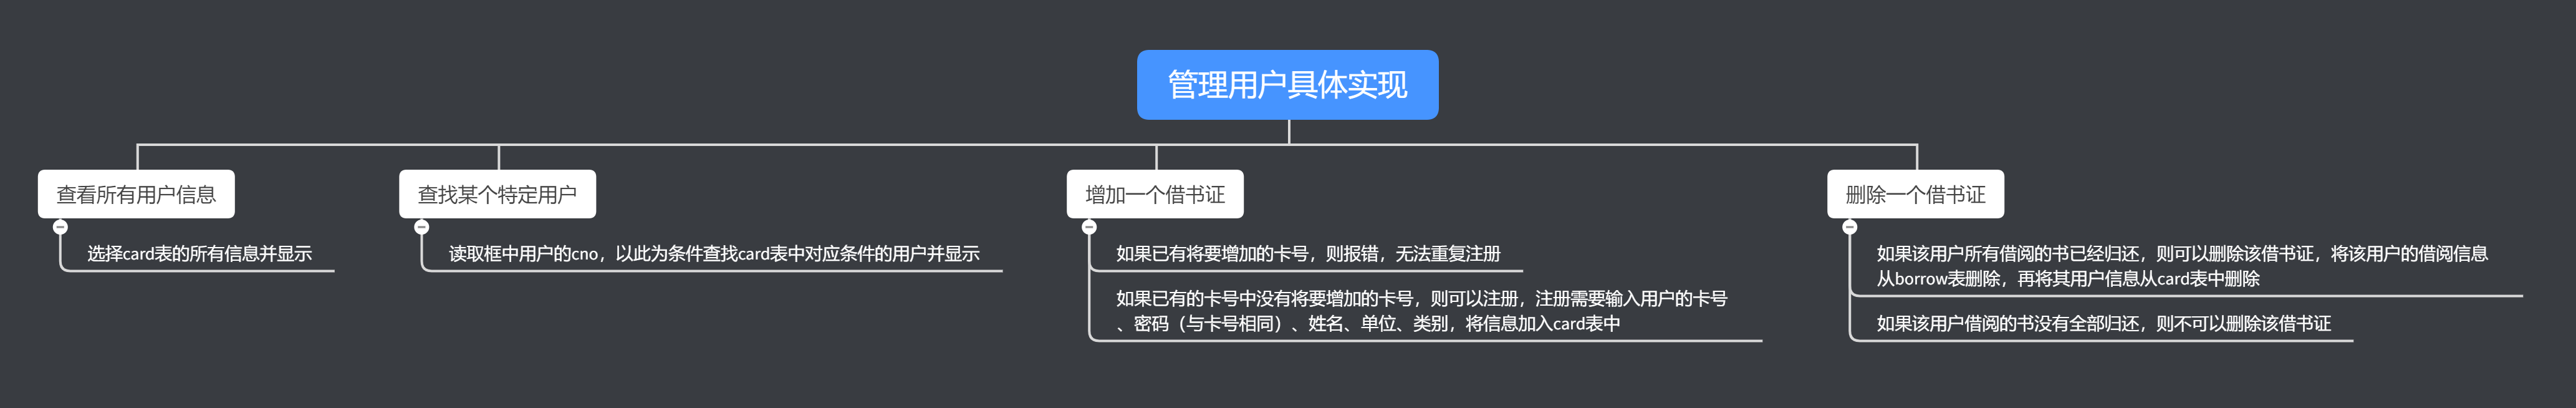 管理用户具体实现
查看所有用户信息
选择card表的所有信息并显示
查找某个特定用户
读取框中用户的cno，以此为条件查找card表中对应条件的用户并显示
增加一个借书证
如果已有将要增加的卡号，则报错，无法重复注册
如果已有的卡号中没有将要增加的卡号，则可以注册，注册需要输入用户的卡号
、密码（与卡号相同）、姓名、单位、类别，将信息加入card表中
删除一个借书证
如果该用户所有借阅的书已经归还，则可以删除该借书证，将该用户的借阅信息
从borrow表删除，再将其用户信息从card表中删除
如果该用户借阅的书没有全部归还，则不可以删除该借书证